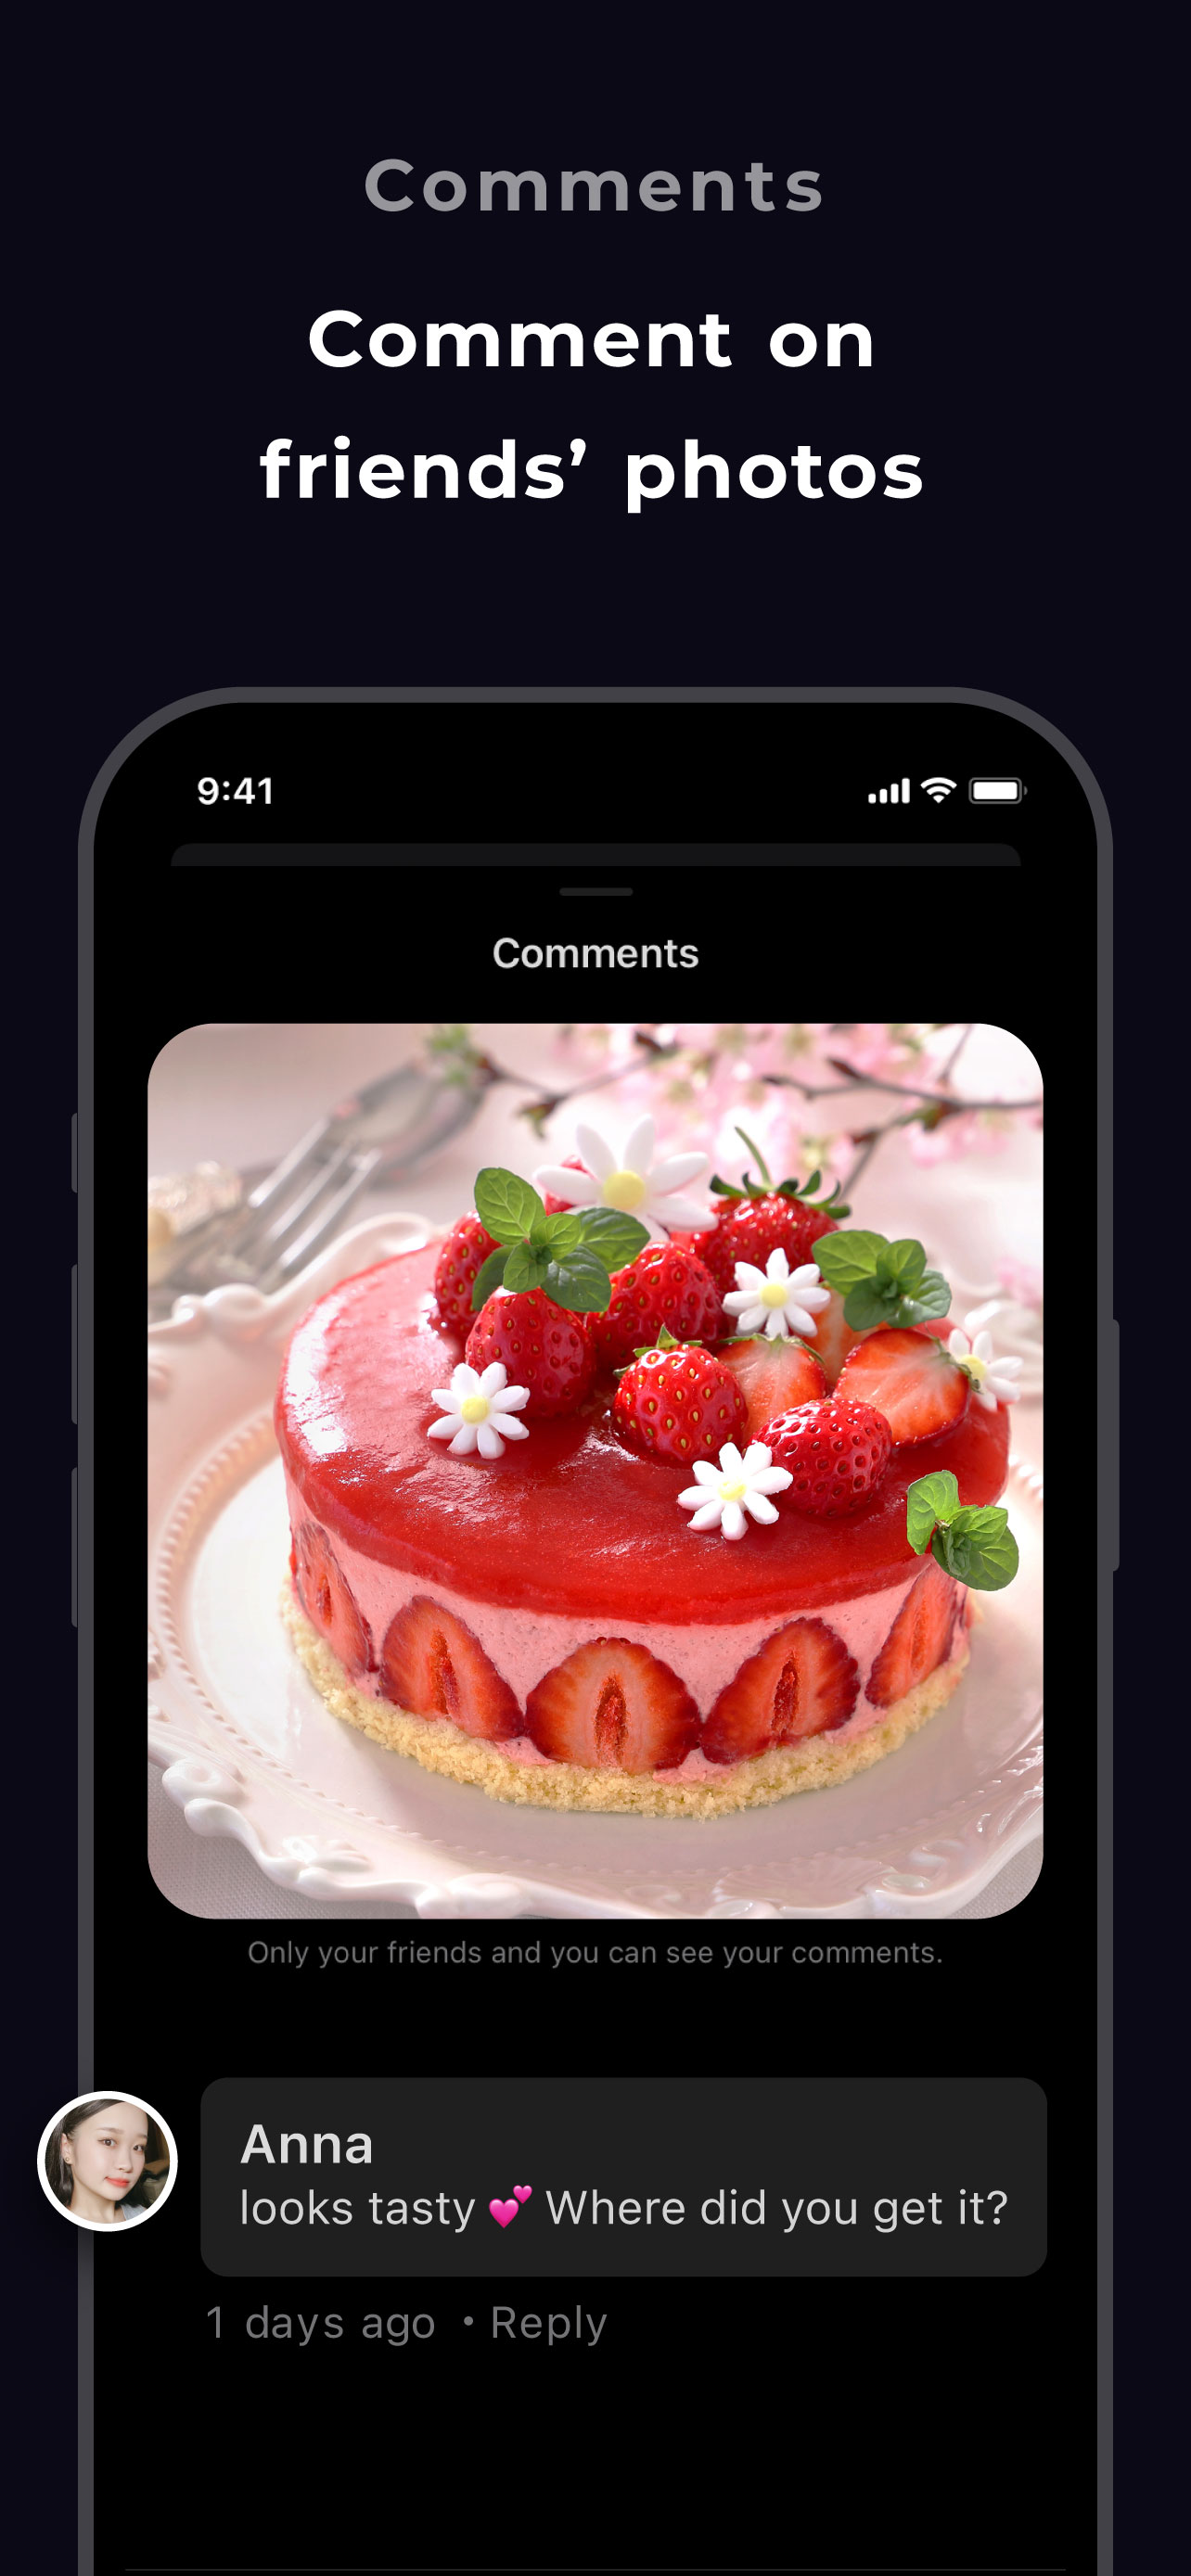 Comments
Comment on
friends’ photos
9:41
Comments
Only your friends and you can see your comments.
Anna
looks tasty 💕 Where did you get it?
1 days ago • Reply